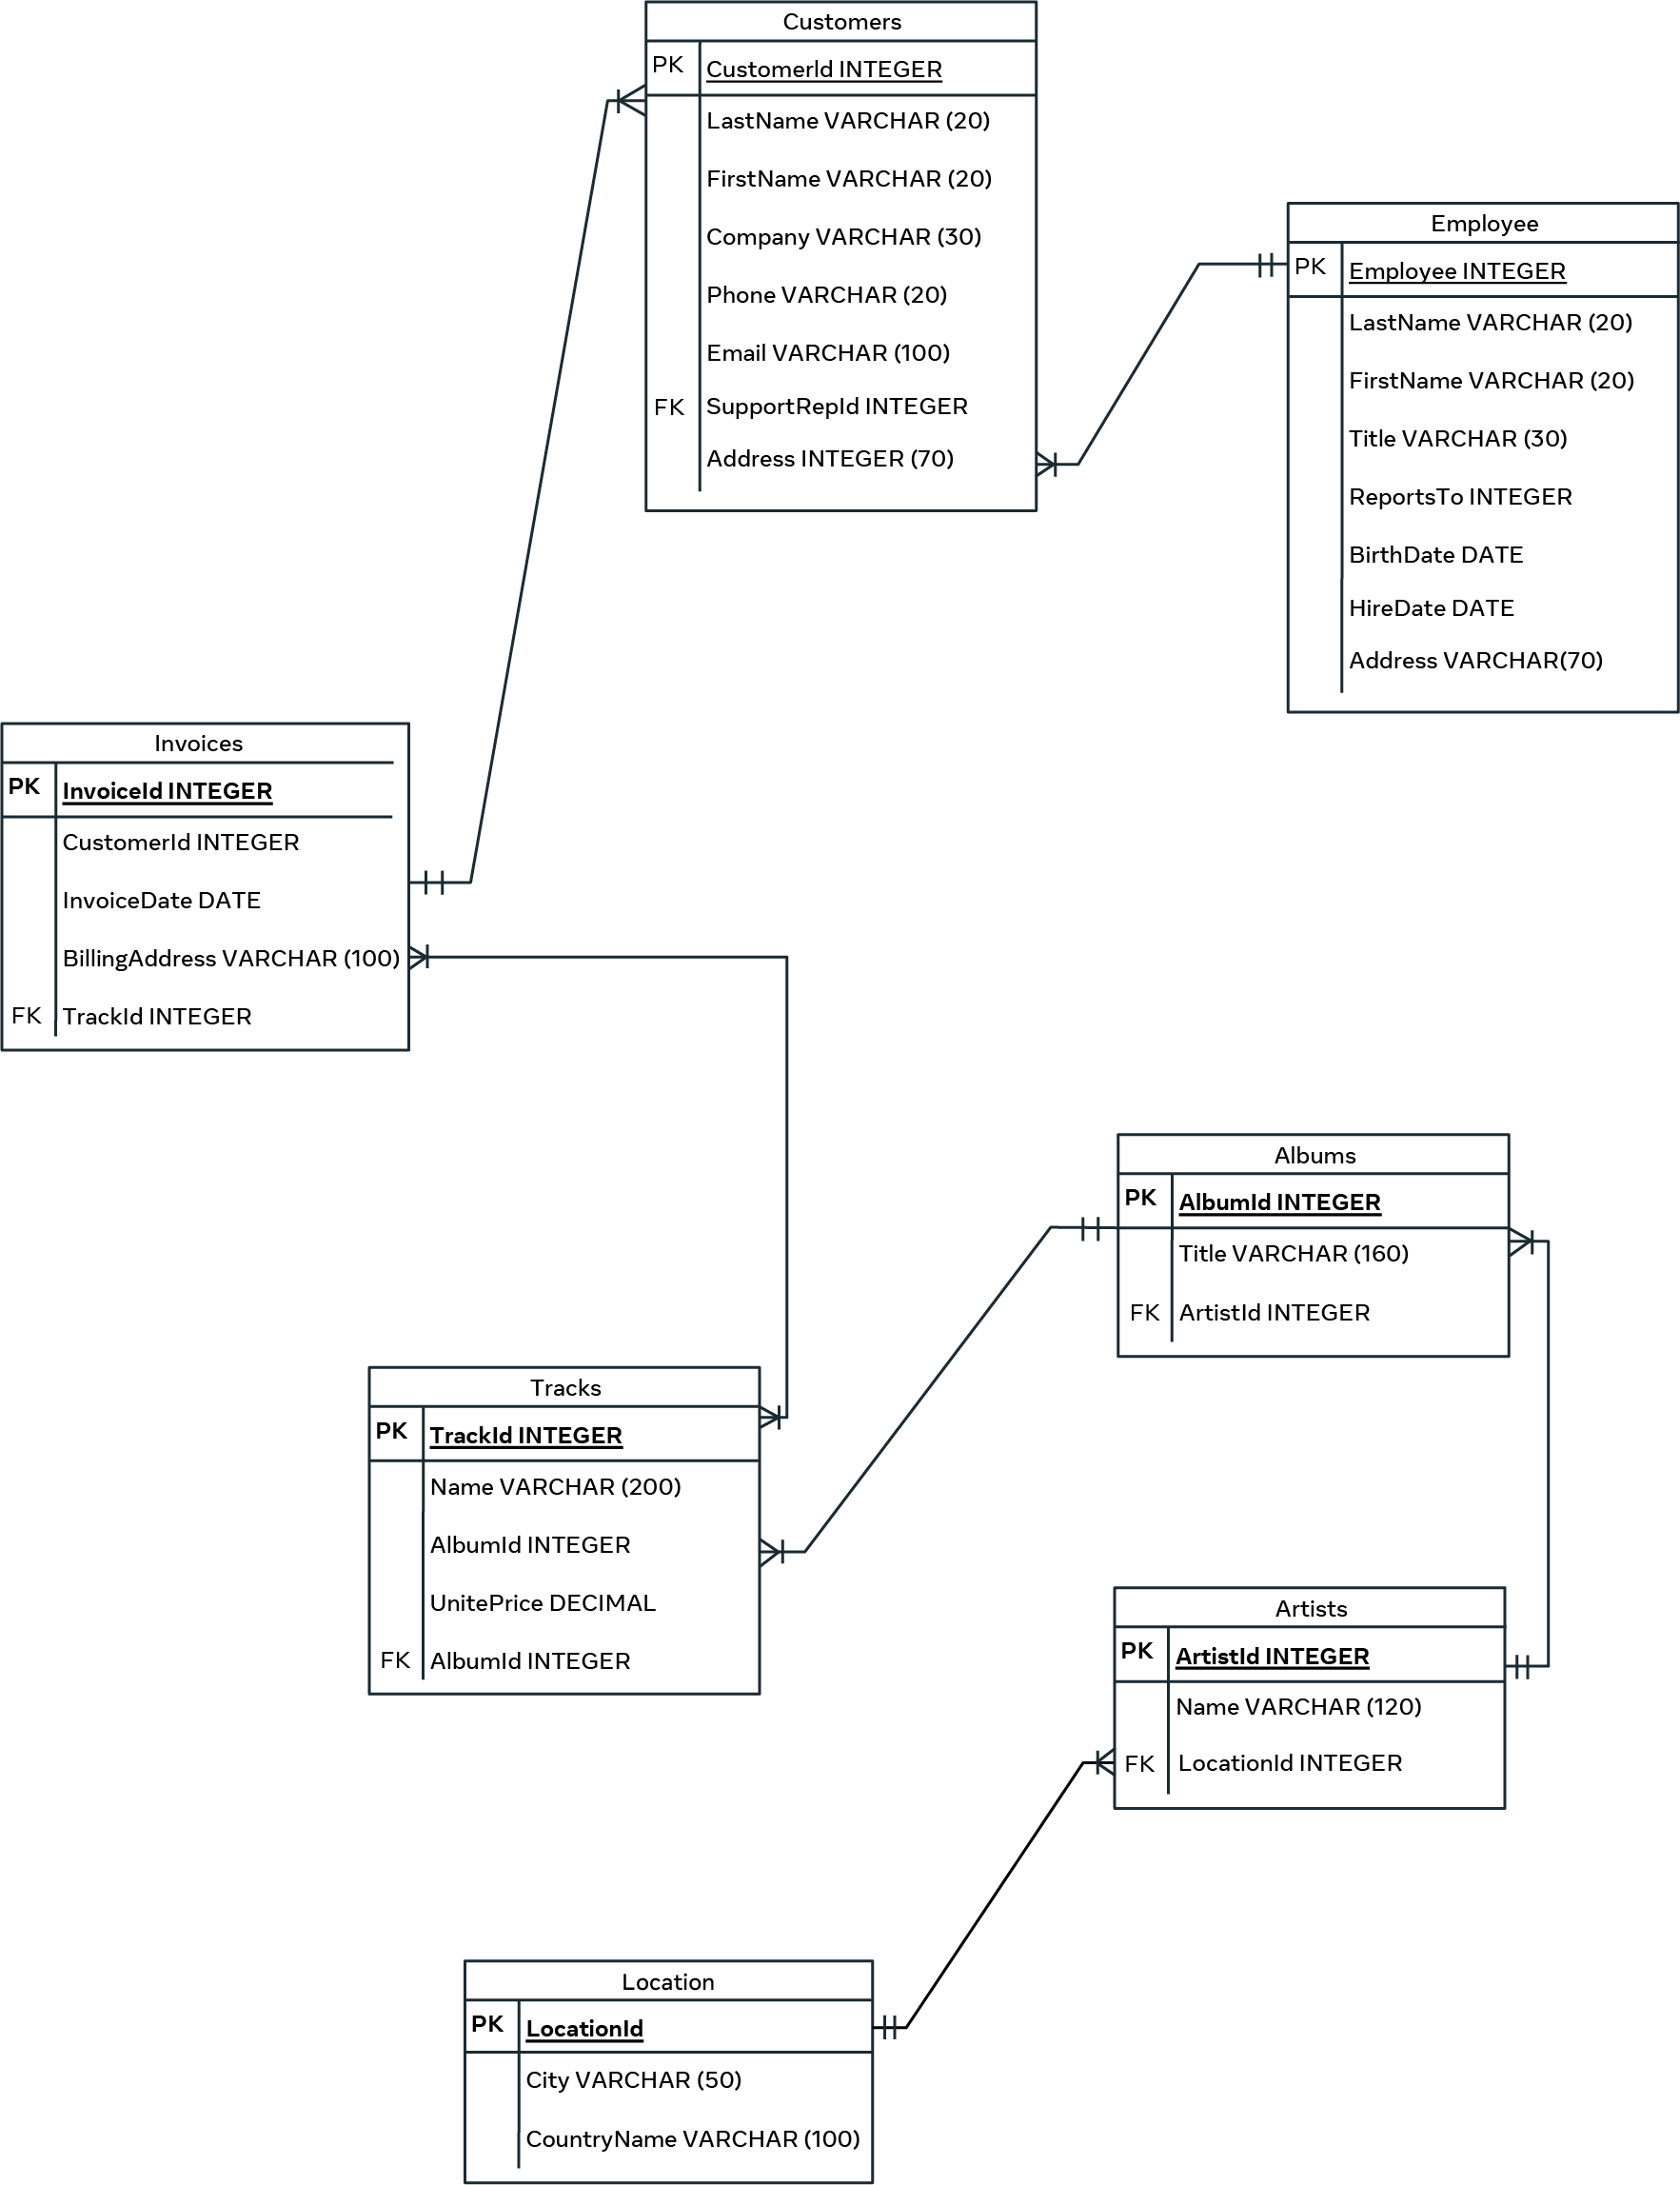 Customers
PK CustomerId INTEGER
LastName VARCHAR (20)
FirstName VARCHAR (20)
Company VARCHAR (30)
Phone VARCHAR (20)
Email VARCHAR (100)
FK SupportRepId INTEGER
Address INTEGER (70)
Employee
PK Employee INTEGER
LastName VARCHAR (20)
FirstName VARCHAR (20)
Title VARCHAR (30)
ReportsTo INTEGER
BirthDate DATE
HireDate DATE
Address VARCHAR(70)
Invoices
PK InvoiceId INTEGER
CustomerId INTEGER
InvoiceDate DATE
BillingAddress VARCHAR (100)
FK TrackId INTEGER
Albums
PK AlbumId INTEGER
Title VARCHAR (160)
FK ArtistId INTEGER
Tracks
PK TrackId INTEGER
Name VARCHAR (200)
AlbumId INTEGER
UnitePrice DECIMAL
FK AlbumId INTEGER
Artists
PK ArtistId INTEGER
Name VARCHAR (120)
FK LocationId INTEGER
Location
PK LocationId
City VARCHAR (50)
CountryName VARCHAR (100)